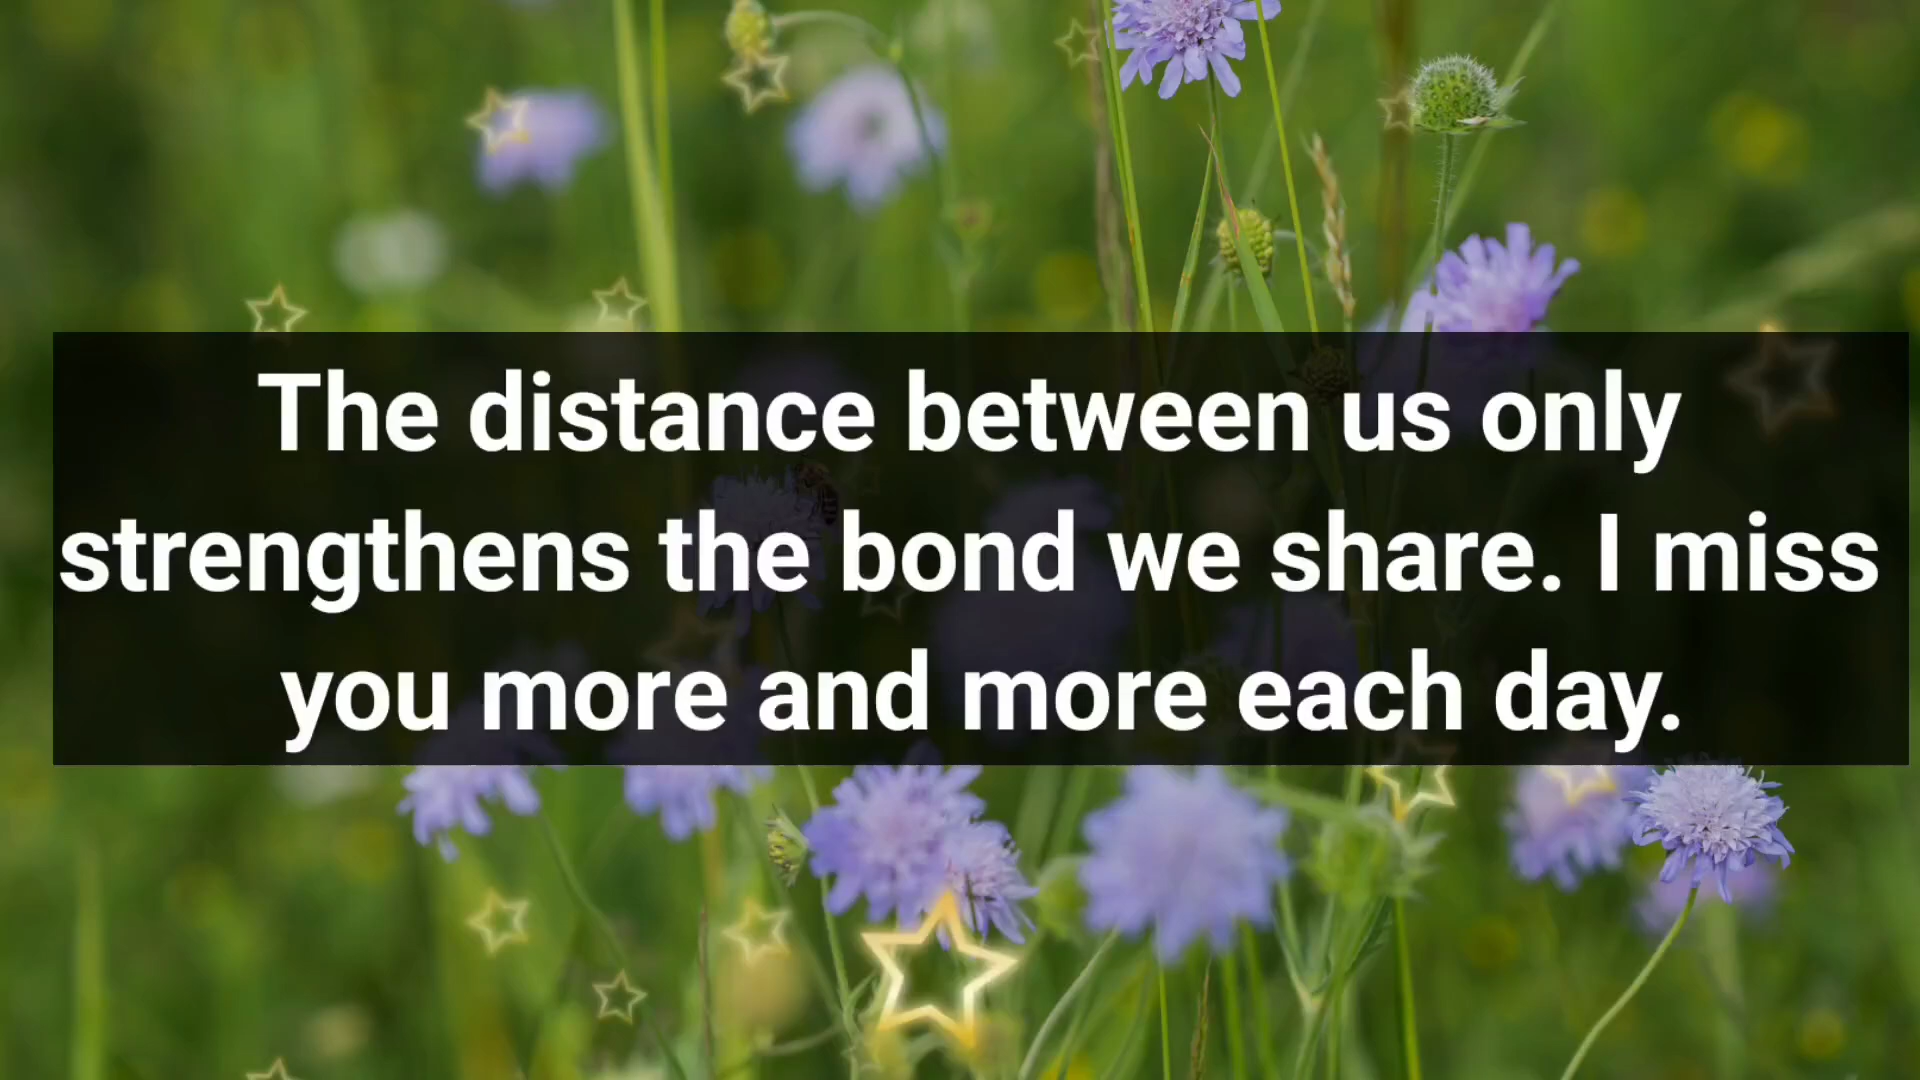 The distance between us only
strengthens the bond we share. I miss
you more and more each day.